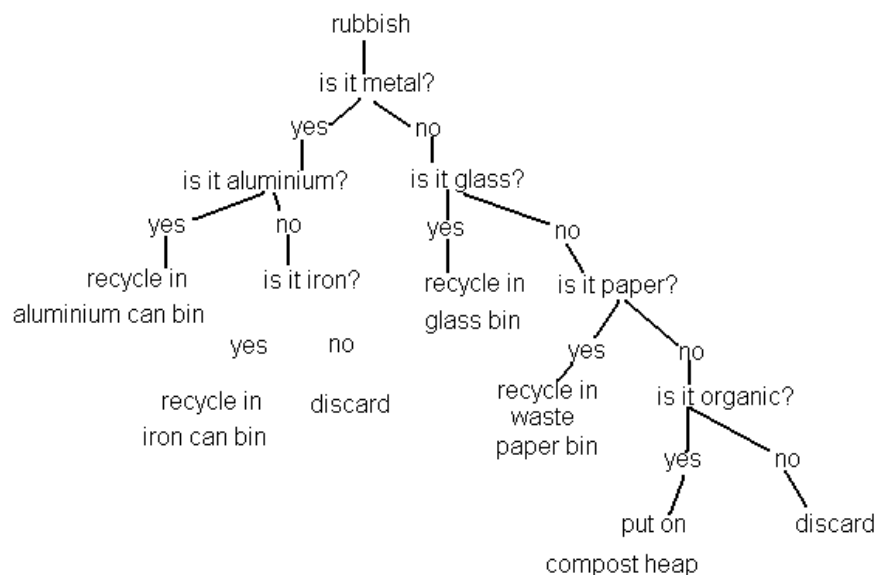 rubbish
is it metal?
yes no
is it aluminium? is it glass?
yes no yes no
recycle in is it iron? recycle in is it paper?
aluminium can bin glass bin
yes no yes no
recycle in discard recycle in is it organic?
iron can bin waste
paper bin
yes no
put on discard
compost heap